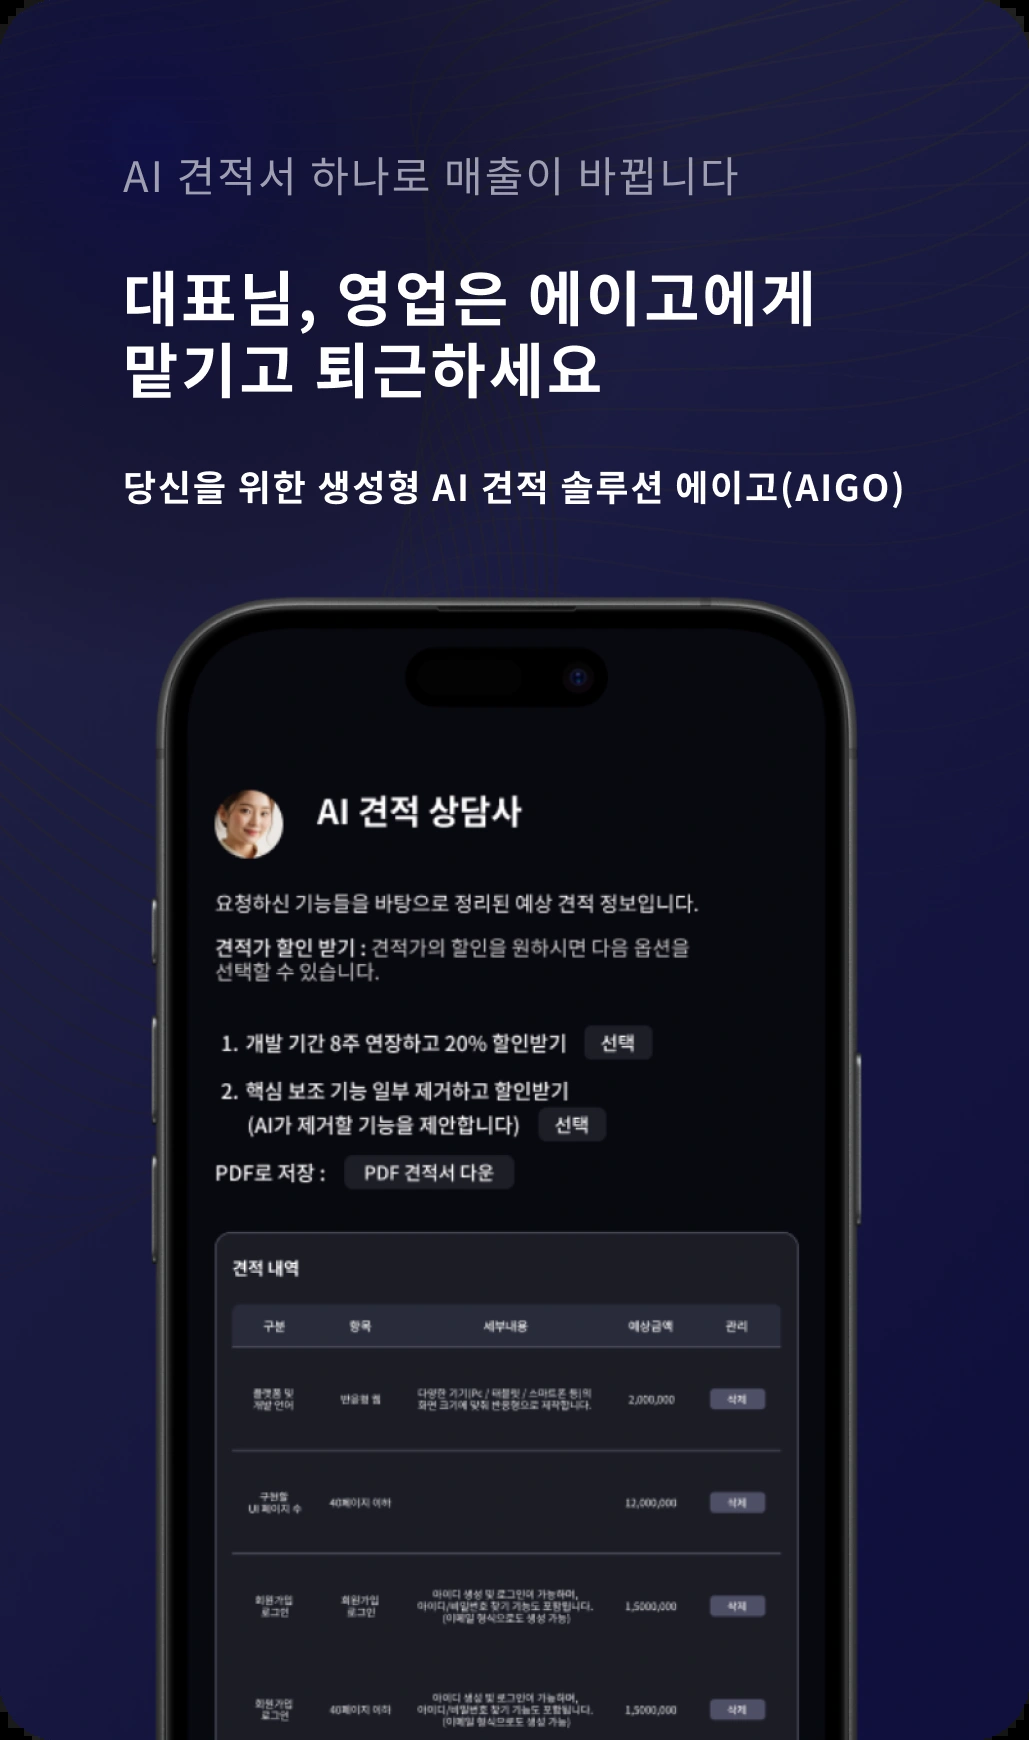 AI 견적서 하나로 매출이 바뀝니다
대표님, 영업은 에이고에게
맡기고 퇴근하세요
당신을 위한 생성형 AI 견적 솔루션 에이고(AIGO)
AI 견적 상담사
요청하신 기능들을 바탕으로 정리된 예상 견적 정보입니다.
견적가 할인 받기 : 견적가의 할인을 원하시면 다음 옵션을
선택할 수 있습니다.
1. 개발 기간 8주 연장하고 20% 할인받기 선택
2. 핵심 보조 기능 일부 제거하고 할인받기
(AI가 제거할 기능을 제안합니다) 선택
PDF로 저장 : PDF 견적서 다운
견적 내역
구분 항목 세부내용 예상금액 관리
플랫폼 및
개발 언어
반응형 웹
다양한 기기(Pc / 태블릿 / 스마트폰 등)의
화면 크기에 맞춰 반응형으로 제작합니다.
2,000,000 삭제
구현할
UI 페이지 수
40페이지 이하 12,000,000 삭제
회원가입
로그인
회원가입
로그인
아이디 생성 및 로그인이 가능하며,
아이디/비밀번호 찾기 기능도 포함됩니다.
(이메일 형식으로도 생성 가능)
1,5000,000 삭제
회원가입
로그인
40페이지 이하
아이디 생성 및 로그인이 가능하며,
아이디/비밀번호 찾기 기능도 포함됩니다.
(이메일 형식으로도 생성 가능)
1,5000,000 삭제